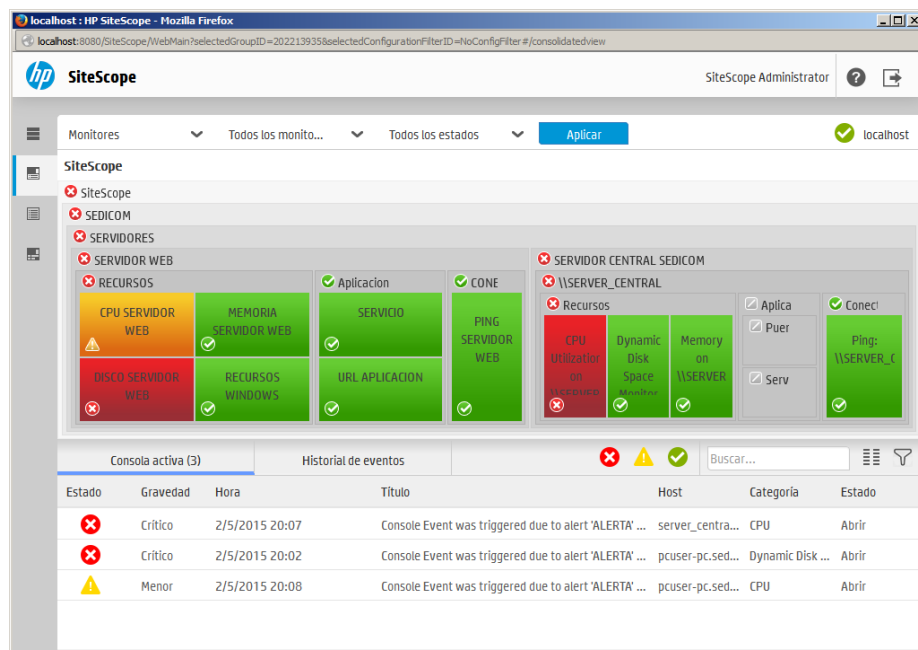 localhost : HP SiteScope - Mozilla Firefox
localhost:8080/SiteScope/WebMain?selectedGroupID=202213935&selectedConfigurationFilterID=NoConfigFilter#/consolidatedview
hp SiteScope SiteScope Administrator ?
Monitores Todos los monito... Todos los estados Aplicar localhost
SiteScope
SiteScope
SEDICOM
SERVIDORES
SERVIDOR WEB
RECURSOS
CPU SERVIDOR
WEB
MEMORIA
SERVIDOR WEB
DISCO SERVIDOR
WEB
RECURSOS
WINDOWS
Aplicacion
SERVICIO
URL APLICACION
CONE
PING
SERVIDOR
WEB
SERVIDOR CENTRAL SEDICOM
\\SERVER_CENTRAL
Recursos
CPU
Utilization
on
\\SERVER
Dynamic
Disk
Space
Monitor
Memory
on
\\SERVER
Aplica
Puer
Serv
Conect
Ping:
\\SERVER_C
Consola activa (3) Historial de eventos Buscar...
Estado Gravedad Hora Título Host Categoría Estado
Crítico 2/5/2015 20:07 Console Event was triggered due to alert 'ALERTA' ... server_centra... CPU Abrir
Crítico 2/5/2015 20:02 Console Event was triggered due to alert 'ALERTA' ... pcuser-pc.sed... Dynamic Disk ... Abrir
Menor 2/5/2015 20:08 Console Event was triggered due to alert 'ALERTA' ... pcuser-pc.sed... CPU Abrir